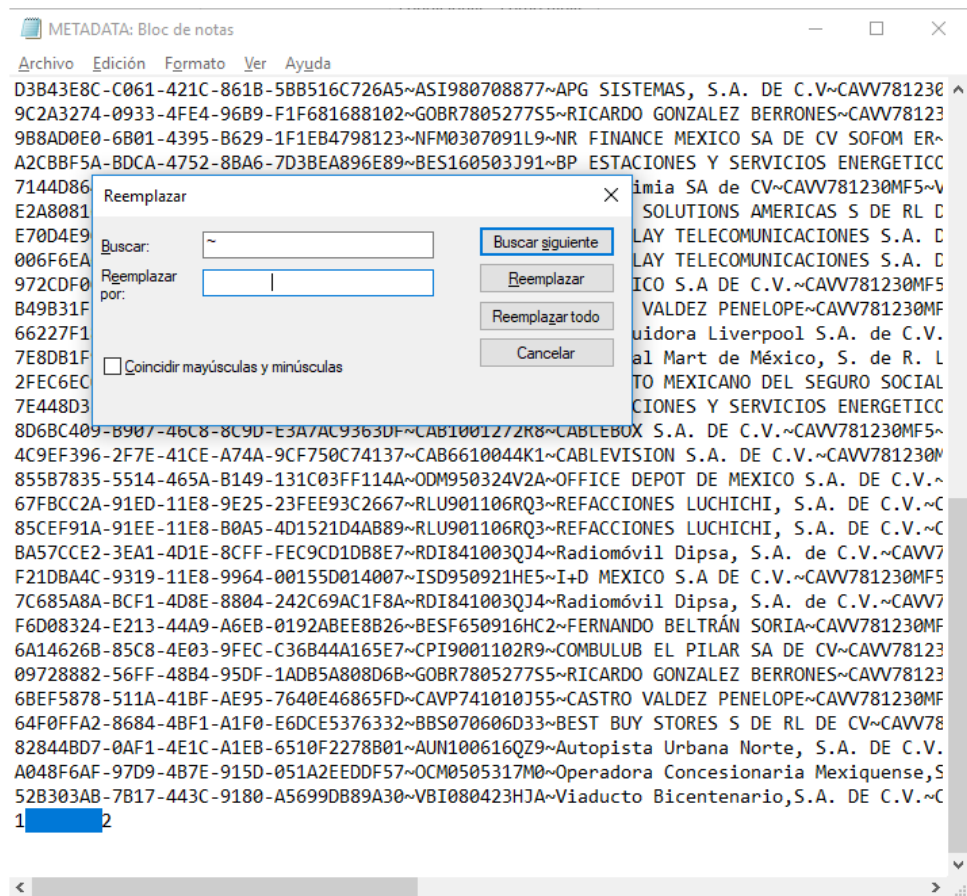 METADATA: Bloc de notas
Archivo Edición Formato Ver Ayuda
D3B43E8C-C061-421C-861B-5BB516C726A5~ASI980708877~APG SISTEMAS, S.A. DE C.V~CAVV781230
9C2A3274-0933-4FE4-96B9-F1F681688102~GOBR7805277S5~RICARDO GONZALEZ BERRONES~CAVV78123
9B8AD0E0-6B01-4395-B629-1F1EB4798123~NFM0307091L9~NR FINANCE MEXICO SA DE CV SOFOM ER~
A2CBBF5A-BDCA-4752-8BA6-7D3BEA896E89~BES160503J91~BP ESTACIONES Y SERVICIOS ENERGETICO
7144D86 imia SA de CV~CAVV781230MF5~V
E2A8081 SOLUTIONS AMERICAS S DE RL D
E70D4E9 LAY TELECOMUNICACIONES S.A. D
006F6EA LAY TELECOMUNICACIONES S.A. D
972CDF0 ICO S.A DE C.V.~CAVV781230MF5
B49B31F VALDEZ PENELOPE~CAVV781230MF
66227F1 uidora Liverpool S.A. de C.V.
7E8DB1F al Mart de México, S. de R. L
2FEC6EC TO MEXICANO DEL SEGURO SOCIAL
7E448D3 CIONES Y SERVICIOS ENERGETICO
Reemplazar
Buscar: ~ Buscar siguiente
Reemplazar por: Reemplazar
Reemplazar todo
Coincidir mayúsculas y minúsculas Cancelar
8D6BC409-B907-46C8-8C9D-E3A7AC9363DF~CAB1001272R8~CABLEBOX S.A. DE C.V.~CAVV781230MF5~
4C9EF396-2F7E-41CE-A74A-9CF750C74137~CAB6610044K1~CABLEVISION S.A. DE C.V.~CAVV781230M
855B7835-5514-465A-B149-131C03FF114A~ODM950324V2A~OFFICE DEPOT DE MEXICO S.A. DE C.V.~
67FBCC2A-91ED-11E8-9E25-23FEE93C2667~RLU901106RQ3~REFACCIONES LUCHICHI, S.A. DE C.V.~C
85CEF91A-91EE-11E8-B0A5-4D1521D4AB89~RLU901106RQ3~REFACCIONES LUCHICHI, S.A. DE C.V.~C
BA57CCE2-3EA1-4D1E-8CFF-FEC9CD1DB8E7~RDI841003QJ4~Radiomóvil Dipsa, S.A. de C.V.~CAVV7
F21DBA4C-9319-11E8-9964-00155D014007~ISD950921HE5~I+D MEXICO S.A DE C.V.~CAVV781230MF5
7C685A8A-BCF1-4D8E-8804-242C69AC1F8A~RDI841003QJ4~Radiomóvil Dipsa, S.A. de C.V.~CAVV7
F6D08324-E213-44A9-A6EB-0192ABEE8B26~BESF650916HC2~FERNANDO BELTRÁN SORIA~CAVV781230MF
6A14626B-85C8-4E03-9FEC-C36B44A165E7~CPI9001102R9~COMBULUB EL PILAR SA DE CV~CAVV78123
09728882-56FF-48B4-95DF-1ADB5A808D6B~GOBR7805277S5~RICARDO GONZALEZ BERRONES~CAVV78123
6BEF5878-511A-41BF-AE95-7640E46865FD~CAVP741010J55~CASTRO VALDEZ PENELOPE~CAVV781230MF
64F0FFA2-8684-4BF1-A1F0-E6DCE5376332~BBS070606D33~BEST BUY STORES S DE RL DE CV~CAVV78
82844BD7-0AF1-4E1C-A1EB-6510F2278B01~AUN100616QZ9~Autopista Urbana Norte, S.A. DE C.V.
A048F6AF-97D9-4B7E-915D-051A2EEDDF57~OCM0505317M0~Operadora Concesionaria Mexiquense,S
52B303AB-7B17-443C-9180-A5699DB89A30~VBI080423HJA~Viaducto Bicentenario,S.A. DE C.V.~C
1 2